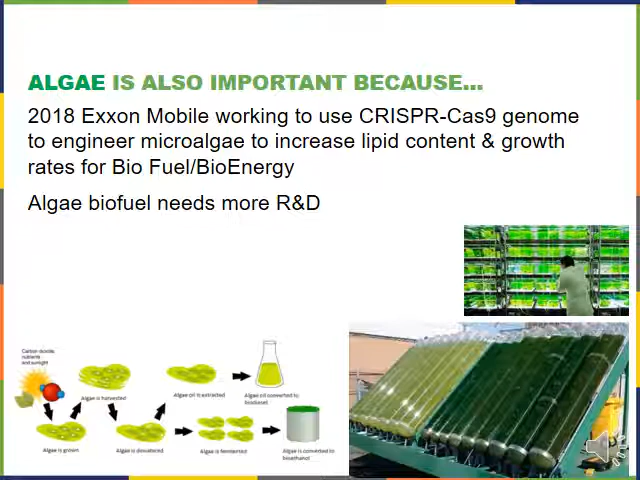 ALGAE IS ALSO IMPORTANT BECAUSE...
2018 Exxon Mobile working to use CRISPR-Cas9 genome
to engineer microalgae to increase lipid content & growth
rates for Bio Fuel/BioEnergy
Algae biofuel needs more R&D
Carbon dioxide,
nutrients
and sunlight
Algae is harvested
Algae oil is extracted
Algae oil converted to
biodiesel
Algae is grown
Algae is dewatered
Algae is fermented
Algae is converted to
bioethanol